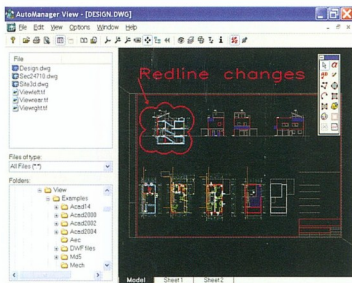 AutoManager View - [DESIGN.DWG]
File Edit View Options Window Help
File
Design.dwg
Sec24710.dwg
Site3d.dwg
Viewleft.tif
Viewrear.tif
Viewright.tif
Redline changes
Files of type:
All Files (*.*)
Folders:
View
Examples
Acad14
Acad2000
Acad2002
Acad2004
Aec
DWF files
Md5
Mech
Model
Sheet1
Sheet2